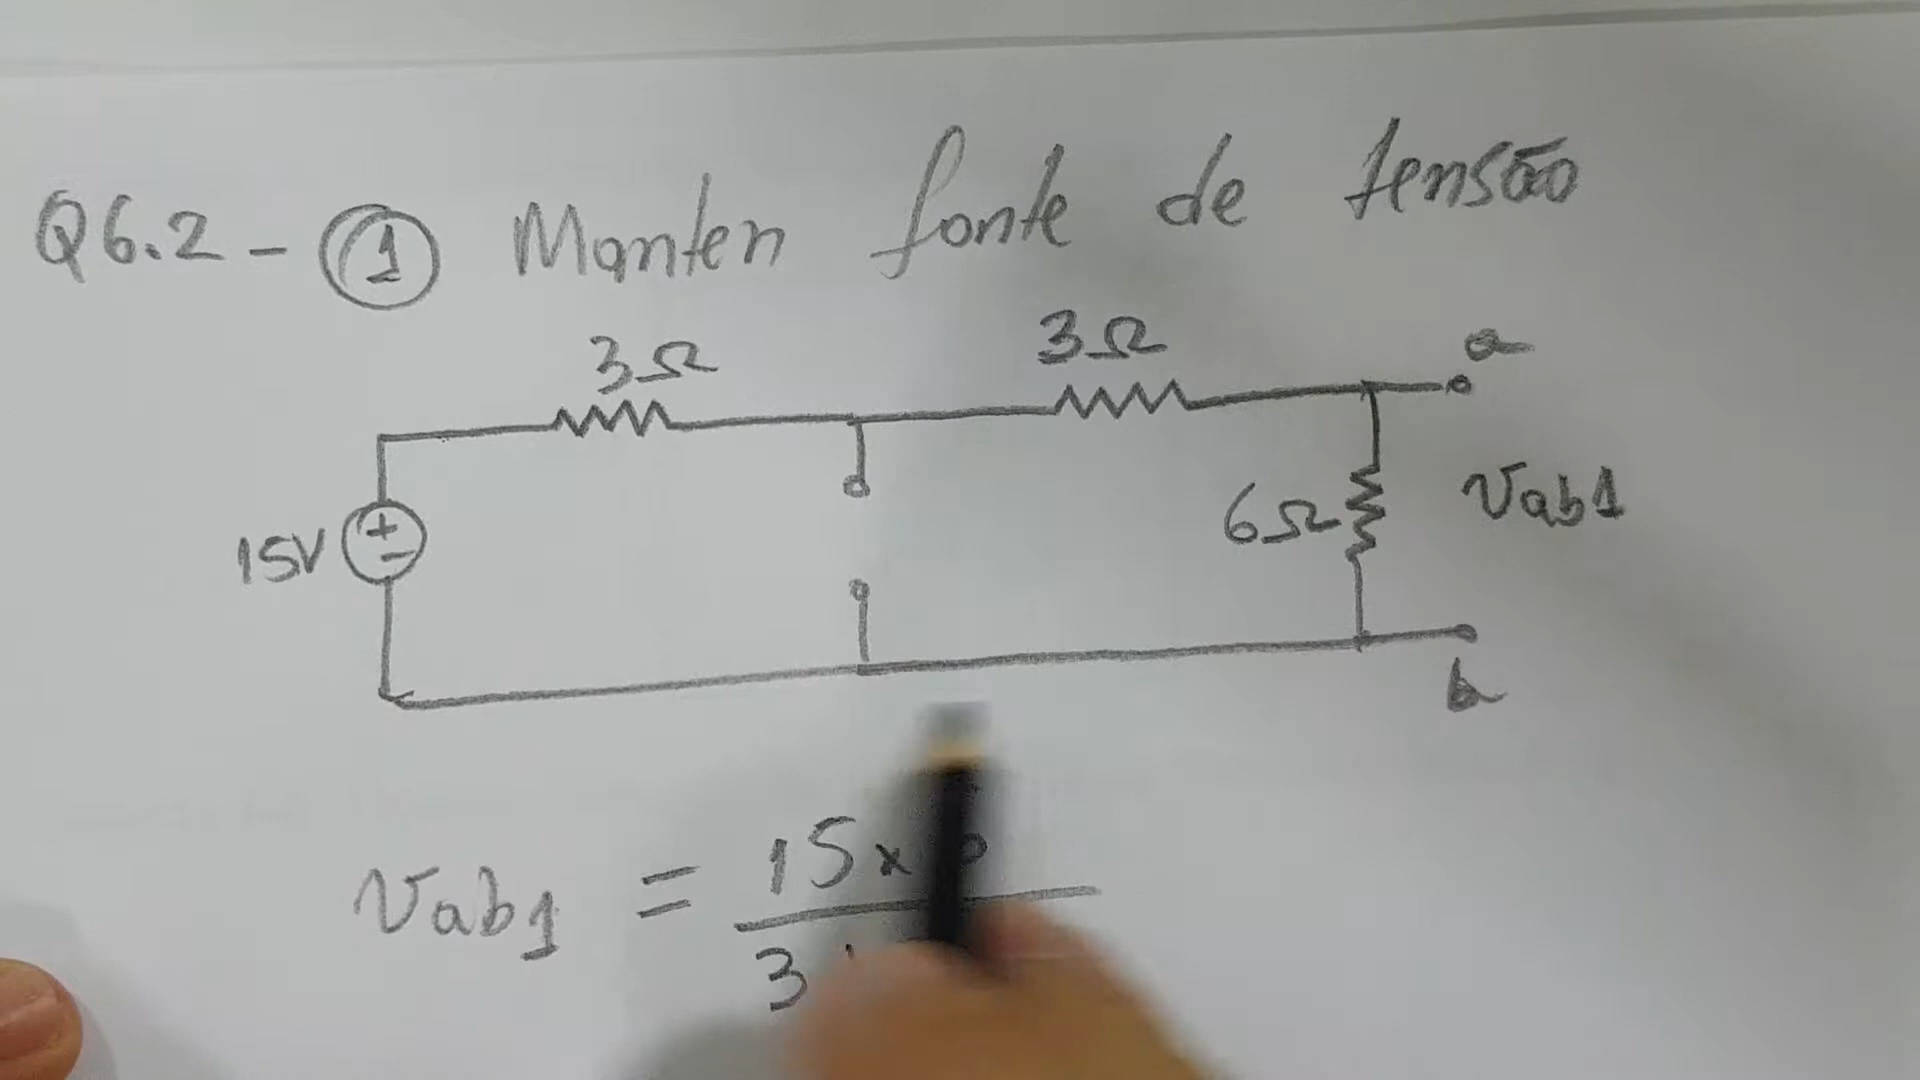 Q6.2 - ① Manten fonte de tensão
3Ω 3Ω a
15V + - 6Ω Vab1
b
Vab1 = 15x
3